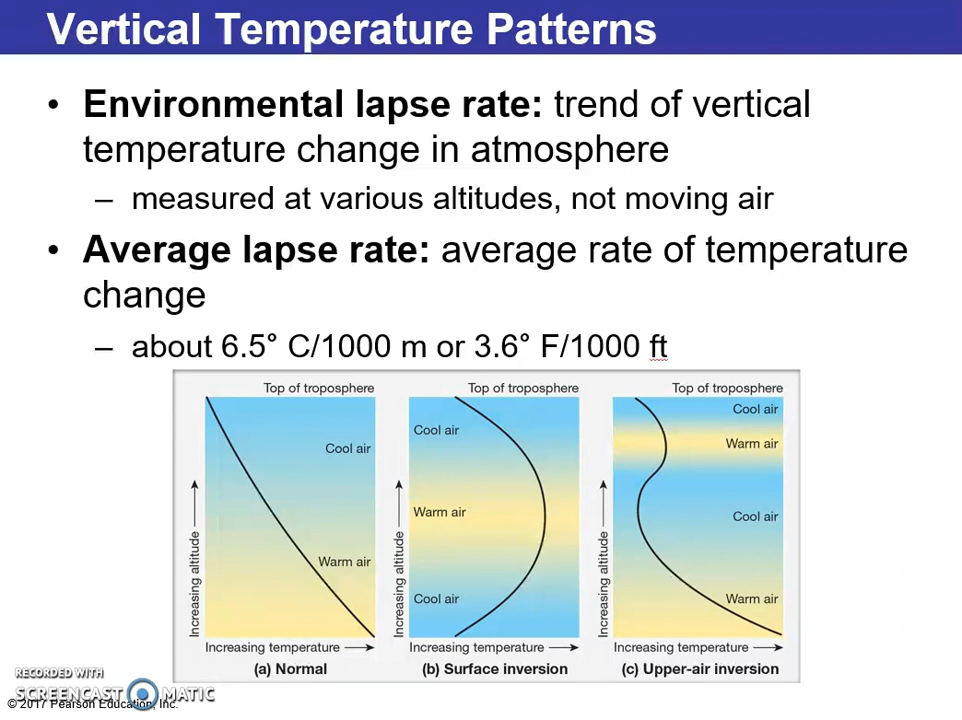 Vertical Temperature Patterns
• Environmental lapse rate: trend of vertical
temperature change in atmosphere
– measured at various altitudes, not moving air
• Average lapse rate: average rate of temperature
change
– about 6.5° C/1000 m or 3.6° F/1000 ft
Top of troposphere
Cool air
Warm air
Increasing altitude
Increasing temperature
(a) Normal
Top of troposphere
Cool air
Warm air
Cool air
Increasing altitude
Increasing temperature
(b) Surface inversion
Top of troposphere
Cool air
Warm air
Cool air
Warm air
Increasing altitude
Increasing temperature
(c) Upper-air inversion
RECORDED WITH
SCREENCAST MATIC
© 2017 Pearson Education, Inc.